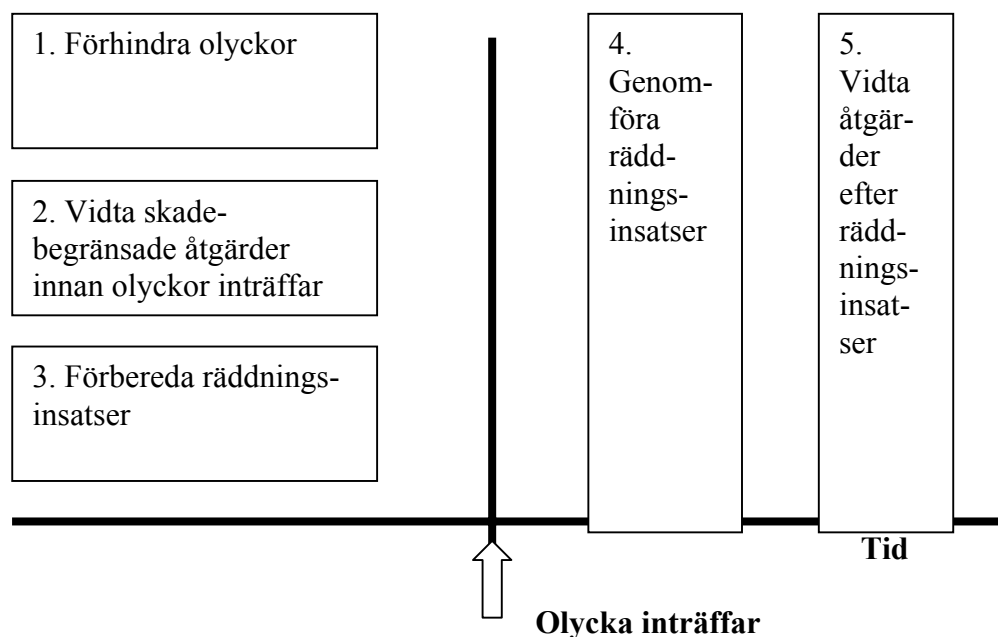 1. Förhindra olyckor
2. Vidta skade-
begränsade åtgärder
innan olyckor inträffar
3. Förbereda räddnings-
insatser
4.
Genom-
föra
rädd-
nings-
insatser
5.
Vidta
åtgär-
der
efter
rädd-
nings-
insat-
ser
Tid
Olycka inträffar